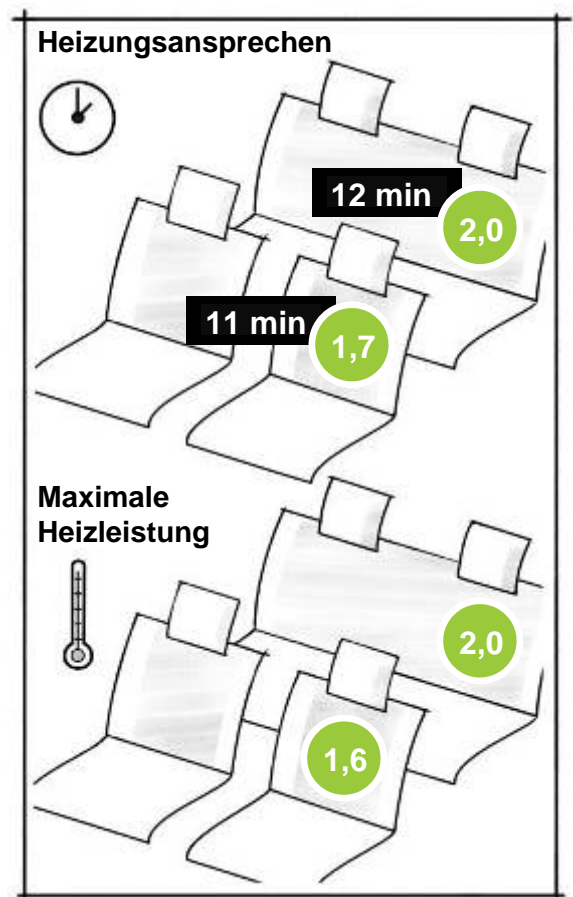 Heizungsansprechen
12 min
2,0
11 min
1,7
Maximale
Heizleistung
2,0
1,6